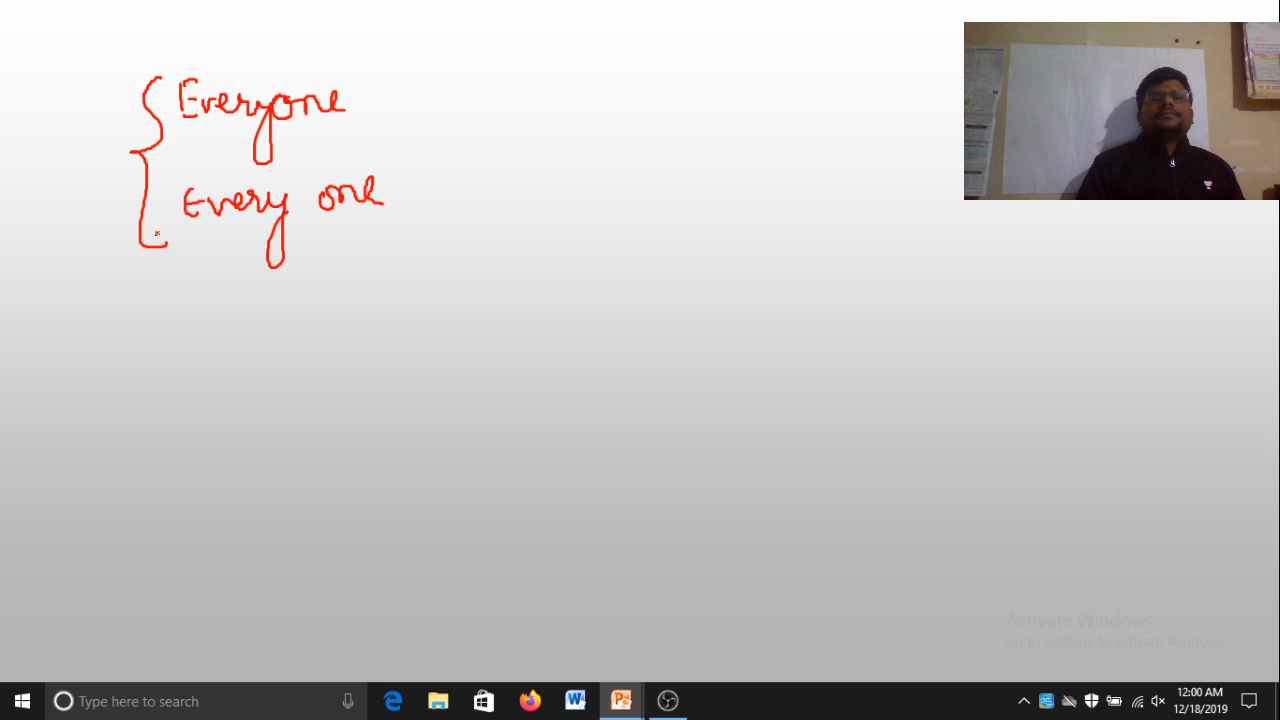 Everyone
Every one
Activate Windows
Go to Settings to activate Windows.
Type here to search
12:00 AM
12/18/2019